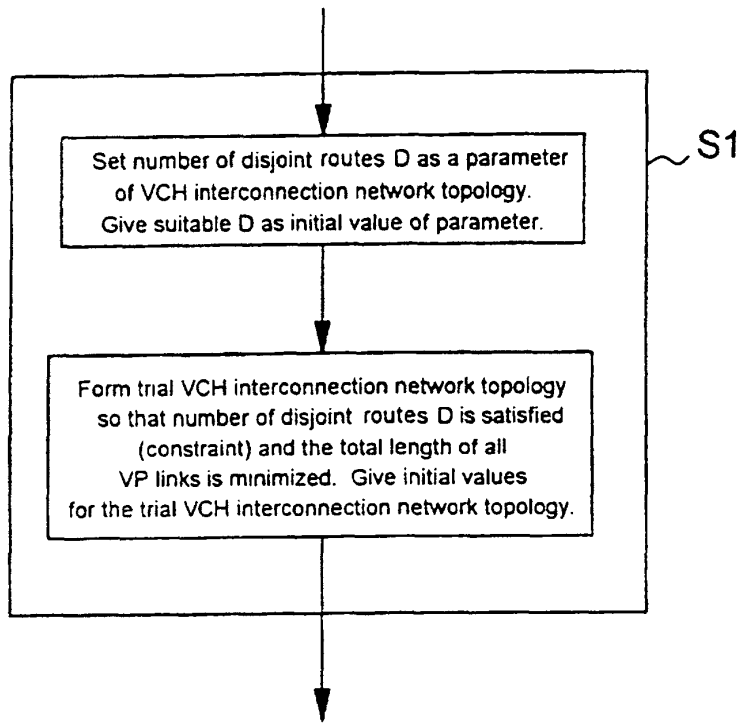 S1
Set number of disjoint routes D as a parameter
of VCH interconnection network topology.
Give suitable D as initial value of parameter.
Form trial VCH interconnection network topology
so that number of disjoint routes D is satisfied
(constraint) and the total length of all
VP links is minimized. Give initial values
for the trial VCH interconnection network topology.